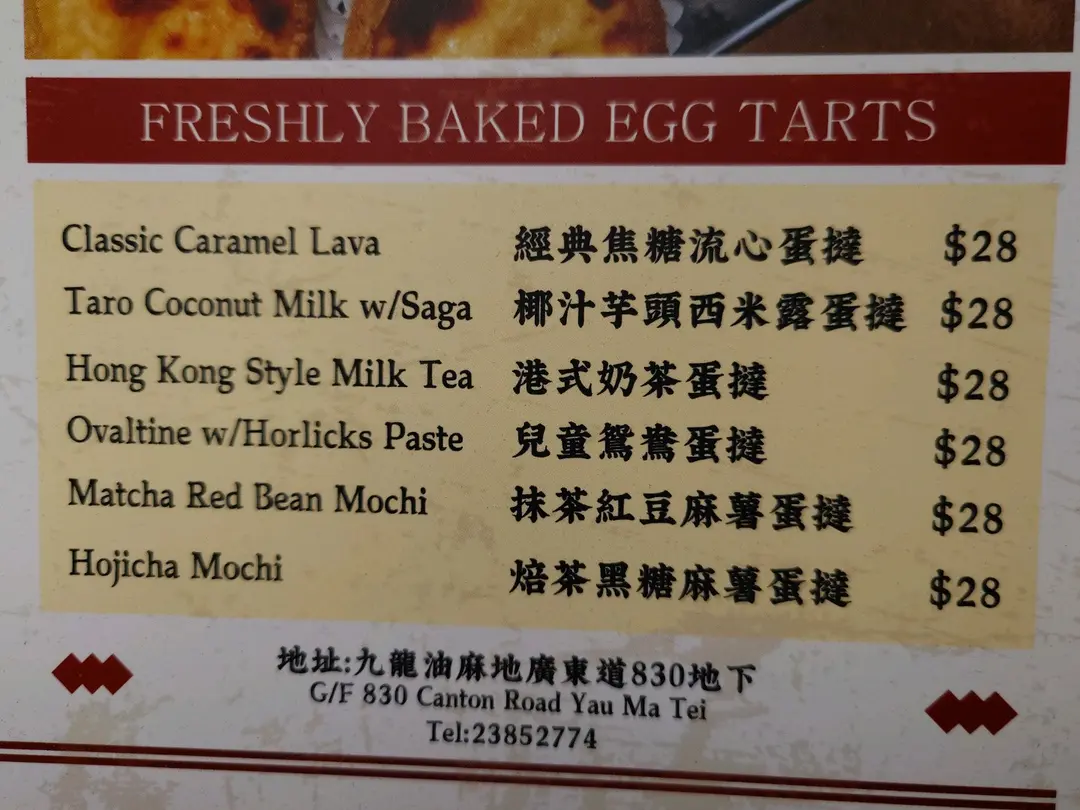 FRESHLY BAKED EGG TARTS
Classic Caramel Lava 經典焦糖流心蛋撻 $28
Taro Coconut Milk w/Saga 椰汁芋頭西米露蛋撻 $28
Hong Kong Style Milk Tea 港式奶茶蛋撻 $28
Ovaltine w/Horlicks Paste 兒童鴛鴦蛋撻 $28
Matcha Red Bean Mochi 抹茶紅豆麻薯蛋撻 $28
Hojicha Mochi 焙茶黑糖麻薯蛋撻 $28
地址:九龍油麻地廣東道830地下
G/F 830 Canton Road Yau Ma Tei
Tel:23852774